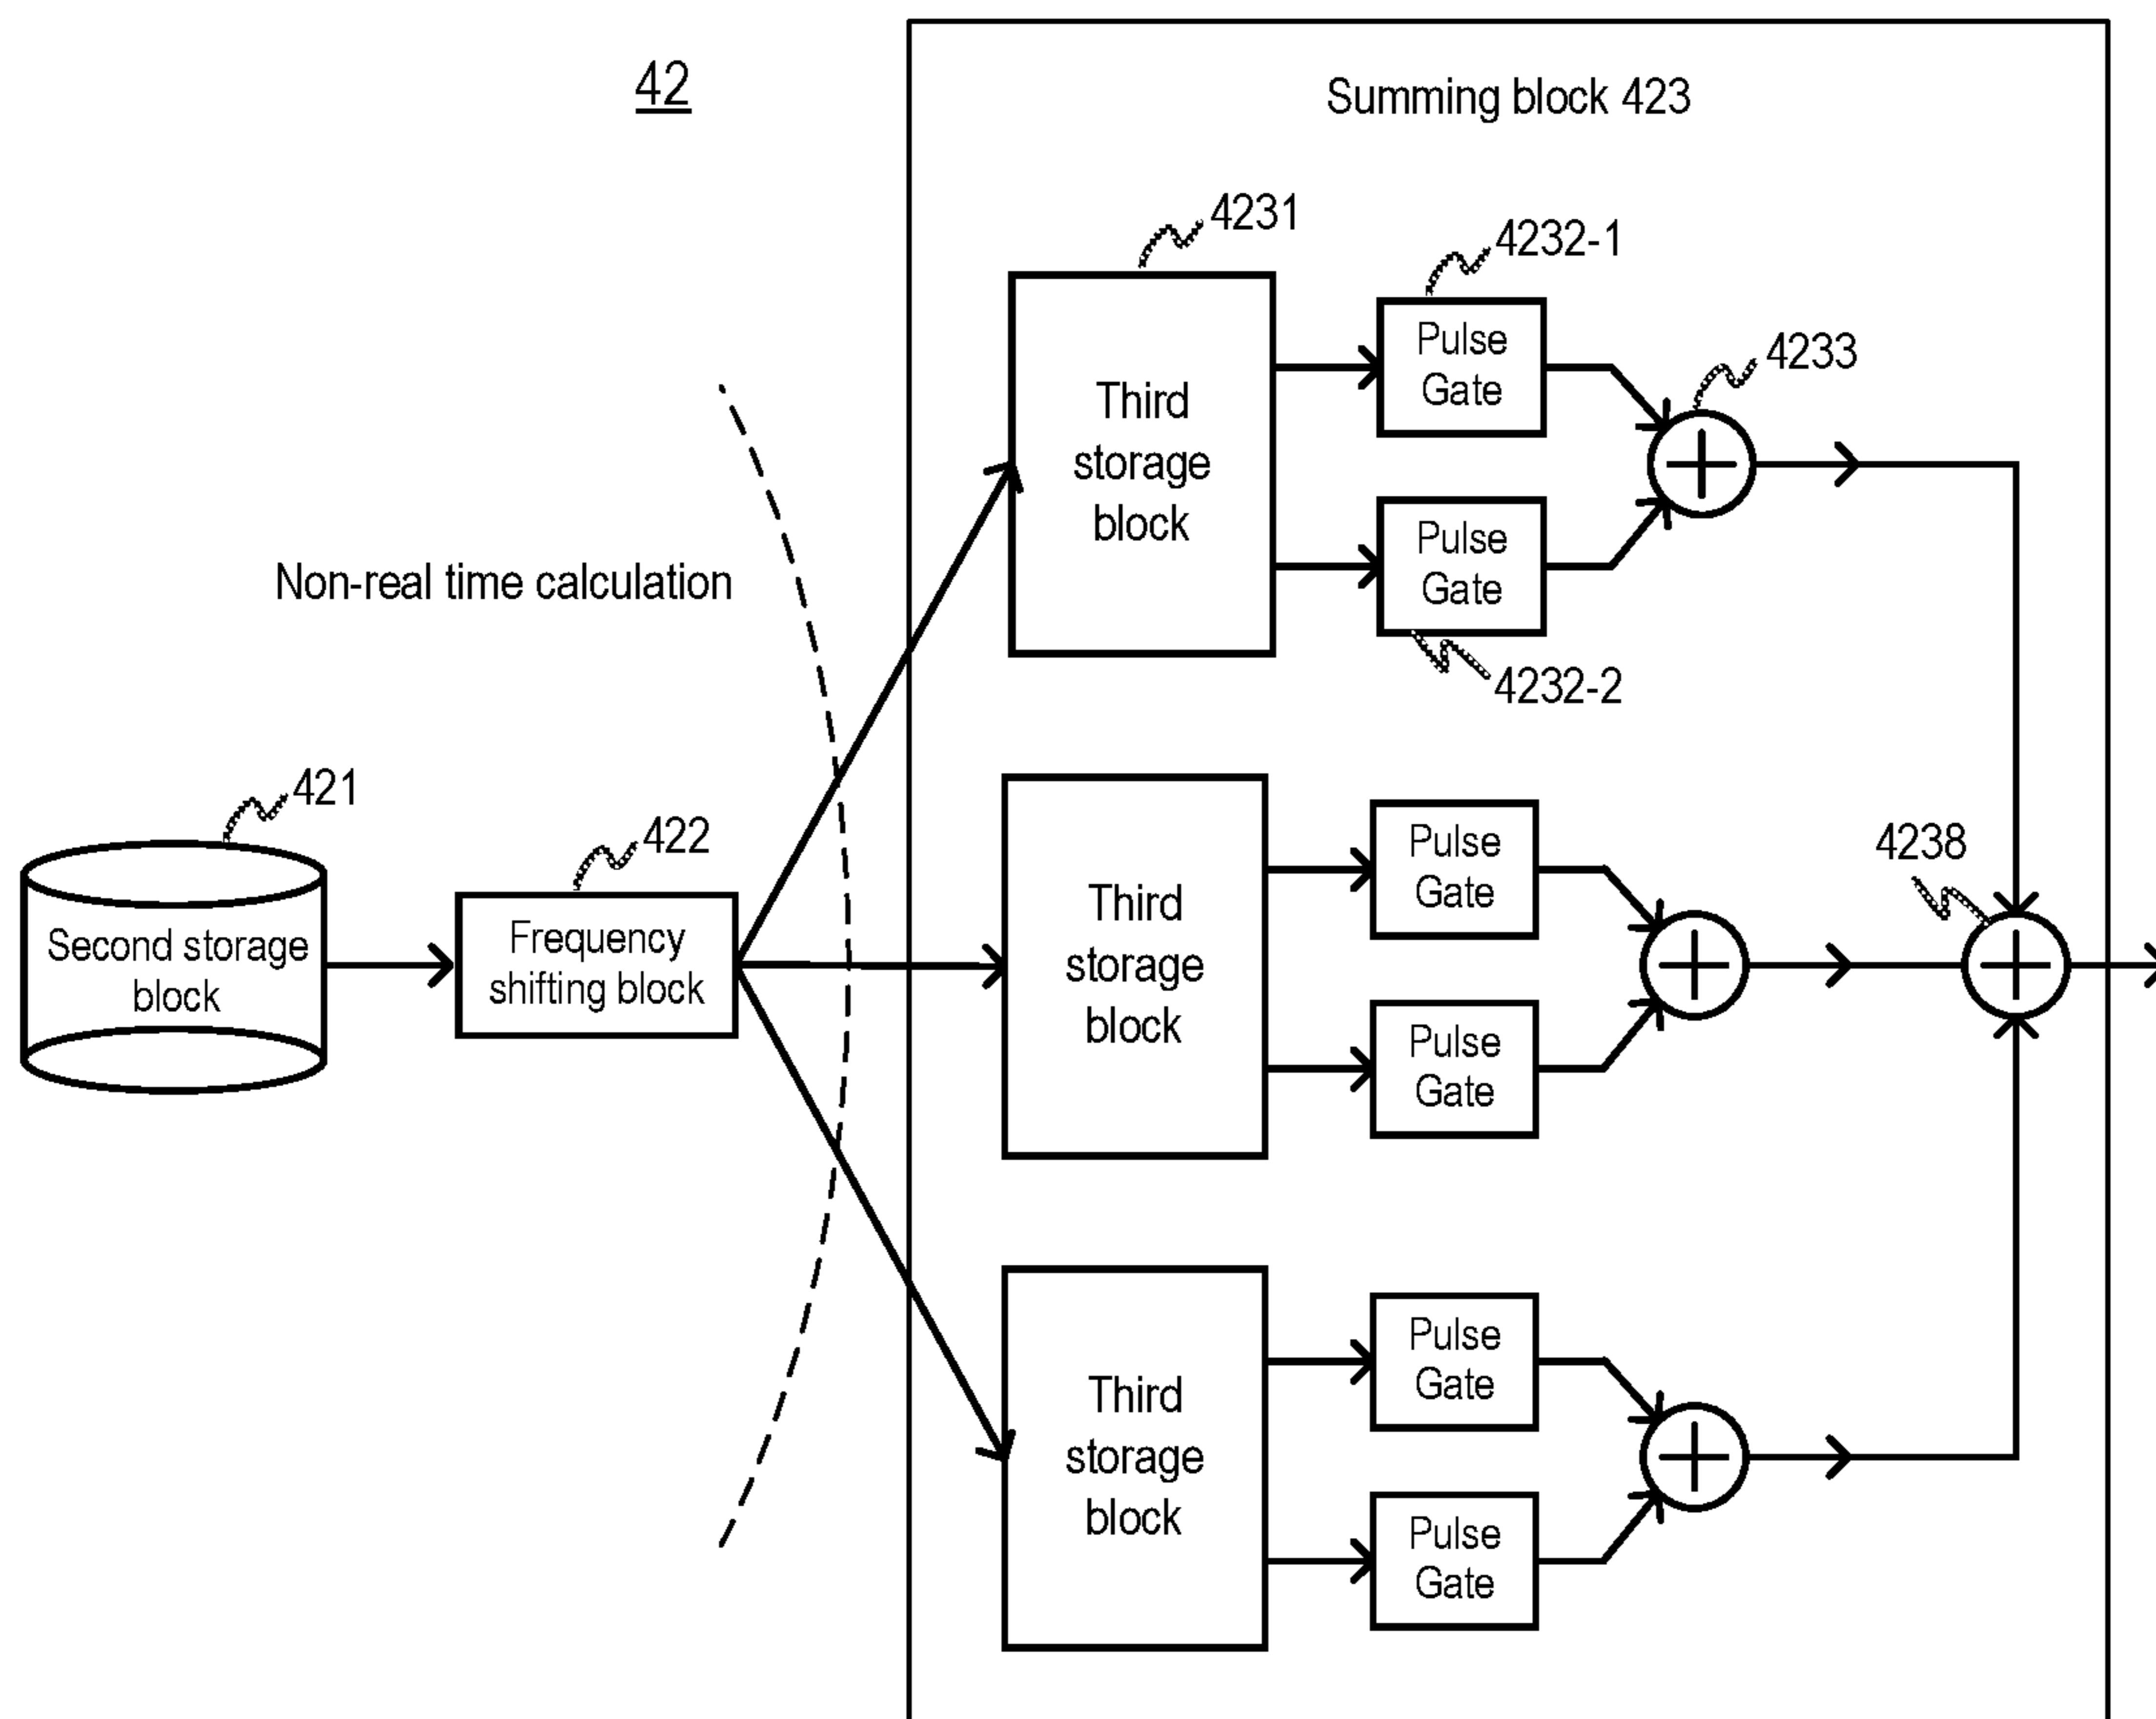 42
Summing block 423
4231
4232-1
Pulse
Gate
4233
Third
storage
block
Pulse
Gate
4232-2
Non-real time calculation
421
422
Second storage
block
Frequency
shifting block
Third
storage
block
Pulse
Gate
Pulse
Gate
4238
Third
storage
block
Pulse
Gate
Pulse
Gate